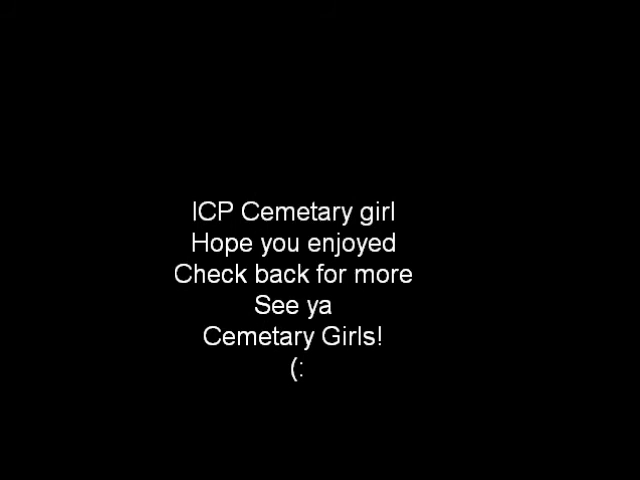 ICP Cemetary girl
Hope you enjoyed
Check back for more
See ya
Cemetary Girls!
(: